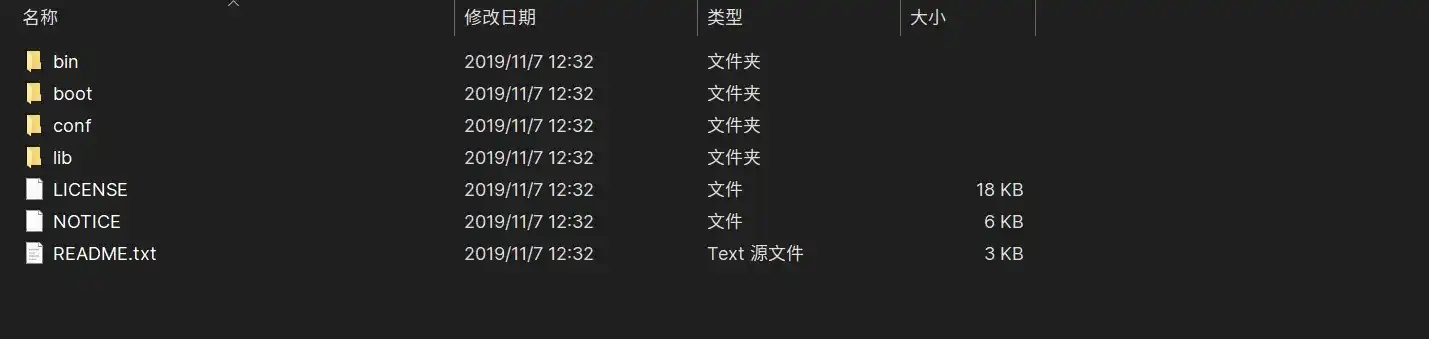 名称 修改日期 类型 大小
bin 2019/11/7 12:32 文件夹
boot 2019/11/7 12:32 文件夹
conf 2019/11/7 12:32 文件夹
lib 2019/11/7 12:32 文件夹
LICENSE 2019/11/7 12:32 文件 18 KB
NOTICE 2019/11/7 12:32 文件 6 KB
README.txt 2019/11/7 12:32 Text 源文件 3 KB